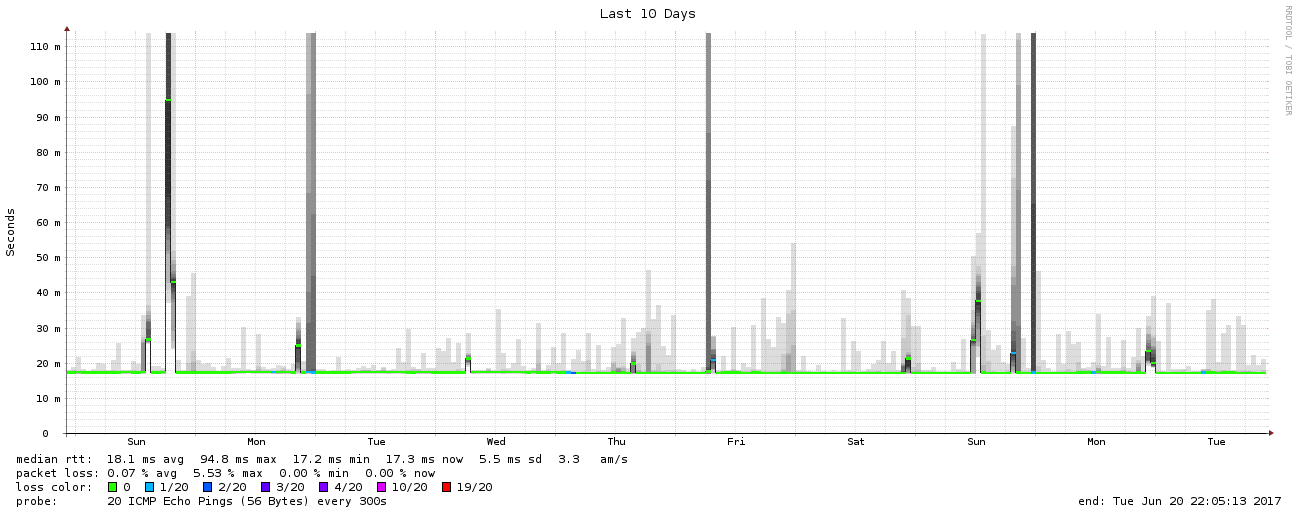 Last 10 Days
RRDTOOL / TOBI OETIKER
Seconds
110 m
100 m
90 m
80 m
70 m
60 m
50 m
40 m
30 m
20 m
10 m
0
Sun Mon Tue Wed Thu Fri Sat Sun Mon Tue
median rtt: 18.1 ms avg 94.8 ms max 17.2 ms min 17.3 ms now 5.5 ms sd 3.3 am/s
packet loss: 0.07 % avg 5.53 % max 0.00 % min 0.00 % now
loss color: 0 1/20 2/20 3/20 4/20 10/20 19/20
probe: 20 ICMP Echo Pings (56 Bytes) every 300s end: Tue Jun 20 22:05:13 2017